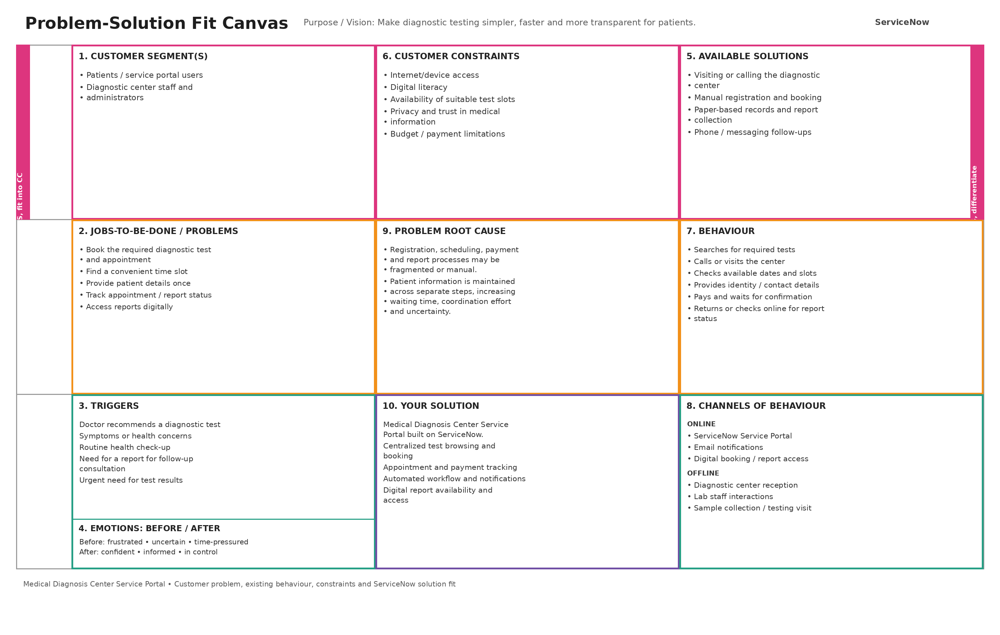 Problem-Solution Fit Canvas
Purpose / Vision: Make diagnostic testing simpler, faster and more transparent for patients.
ServiceNow
S, fit into CC
1. CUSTOMER SEGMENT(S)
• Patients / service portal users
• Diagnostic center staff and
• administrators
6. CUSTOMER CONSTRAINTS
• Internet/device access
• Digital literacy
• Availability of suitable test slots
• Privacy and trust in medical
• information
• Budget / payment limitations
5. AVAILABLE SOLUTIONS
• Visiting or calling the diagnostic
• center
• Manual registration and booking
• Paper-based records and report
• collection
• Phone / messaging follow-ups
, differentiate
2. JOBS-TO-BE-DONE / PROBLEMS
• Book the required diagnostic test
• and appointment
• Find a convenient time slot
• Provide patient details once
• Track appointment / report status
• Access reports digitally
9. PROBLEM ROOT CAUSE
• Registration, scheduling, payment
• and report processes may be
• fragmented or manual.
• Patient information is maintained
• across separate steps, increasing
• waiting time, coordination effort
• and uncertainty.
7. BEHAVIOUR
• Searches for required tests
• Calls or visits the center
• Checks available dates and slots
• Provides identity / contact details
• Pays and waits for confirmation
• Returns or checks online for report
• status
3. TRIGGERS
Doctor recommends a diagnostic test
Symptoms or health concerns
Routine health check-up
Need for a report for follow-up
consultation
Urgent need for test results
4. EMOTIONS: BEFORE / AFTER
Before: frustrated • uncertain • time-pressured
After: confident • informed • in control
10. YOUR SOLUTION
Medical Diagnosis Center Service
Portal built on ServiceNow.
Centralized test browsing and
booking
Appointment and payment tracking
Automated workflow and notifications
Digital report availability and
access
8. CHANNELS OF BEHAVIOUR
ONLINE
• ServiceNow Service Portal
• Email notifications
• Digital booking / report access
OFFLINE
• Diagnostic center reception
• Lab staff interactions
• Sample collection / testing visit
Medical Diagnosis Center Service Portal • Customer problem, existing behaviour, constraints and ServiceNow solution fit